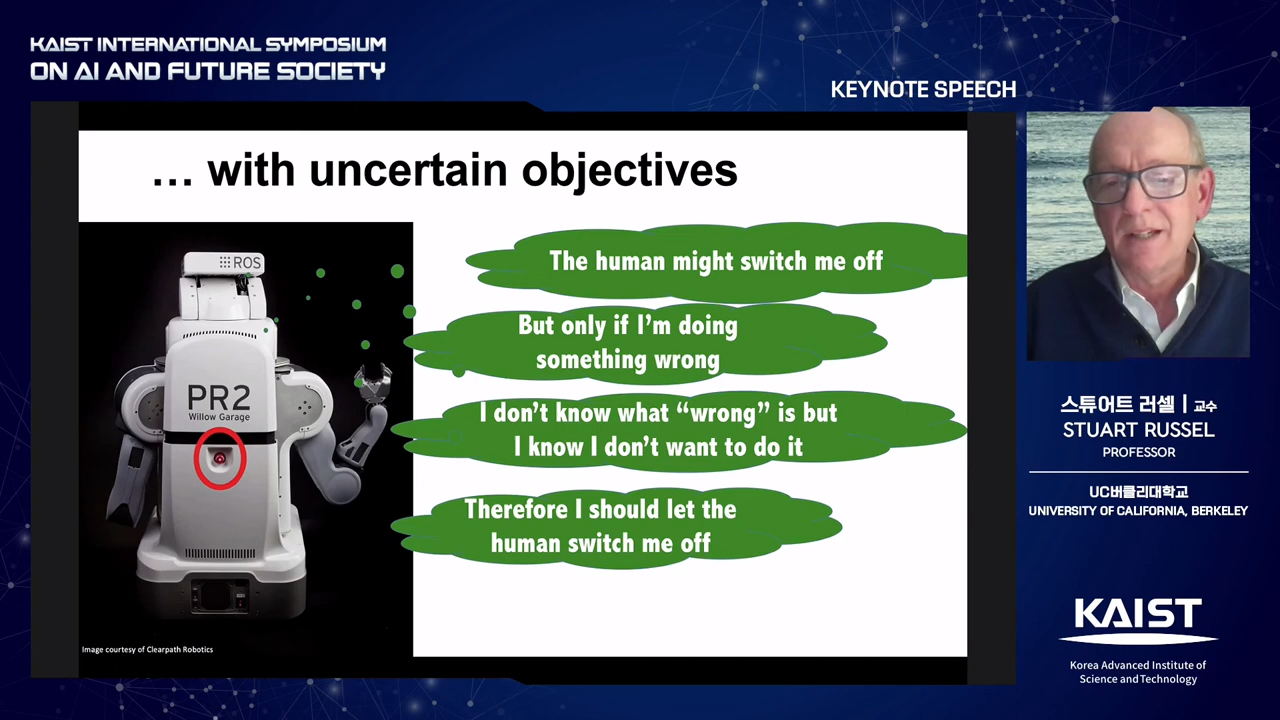 KAIST INTERNATIONAL SYMPOSIUM
ON AI AND FUTURE SOCIETY
KEYNOTE SPEECH
... with uncertain objectives
ROS
PR2
Willow Garage
The human might switch me off
But only if I'm doing
something wrong
I don't know what “wrong” is but
I know I don't want to do it
Therefore I should let the
human switch me off
Image courtesy of Clearpath Robotics
스튜어트 러셀 | 교수
STUART RUSSEL
PROFESSOR
UC버클리대학교
UNIVERSITY OF CALIFORNIA, BERKELEY
KAIST
Korea Advanced Institute of
Science and Technology